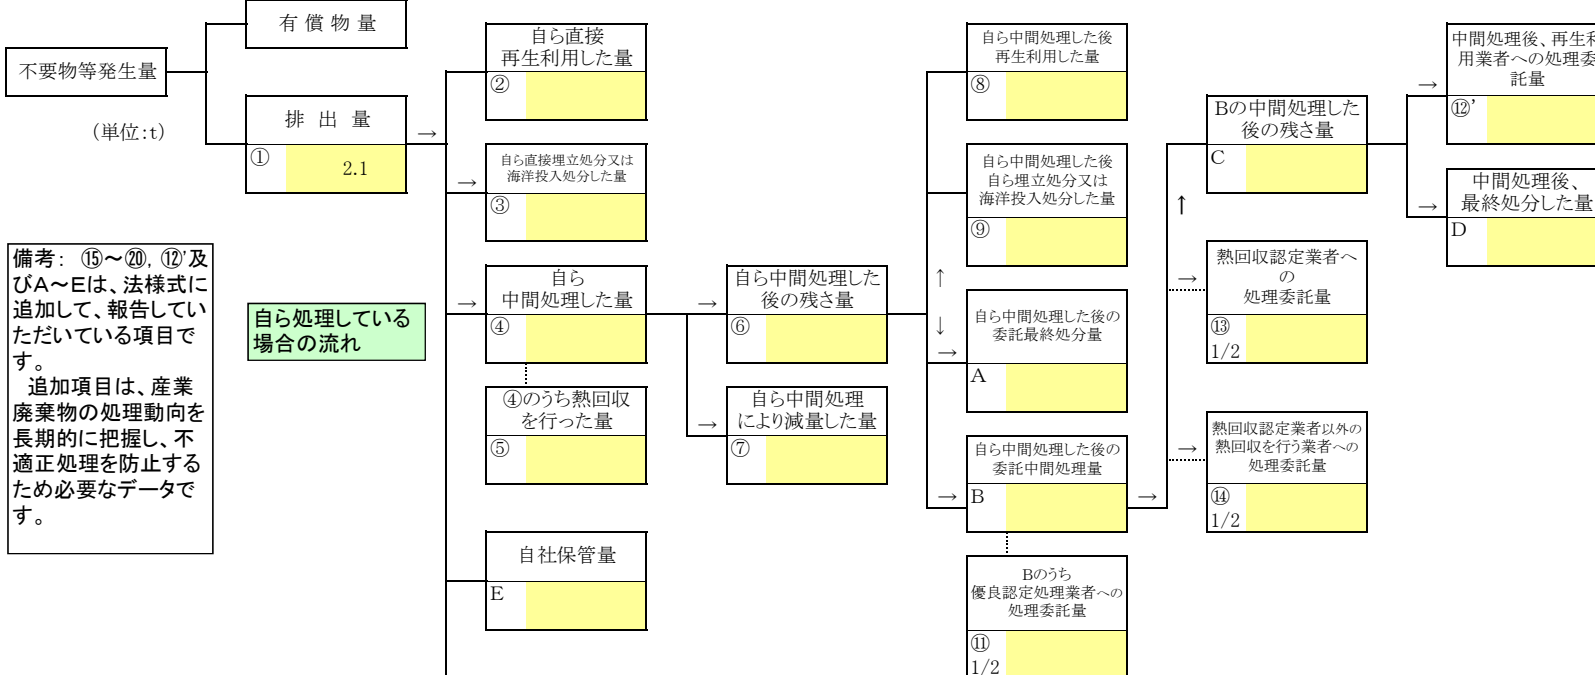 有 償 物 量
不要物等発生量
(単位:t)
排 出 量
→
①
2.1
備考： ⑮～⑳, ⑫'及
びA～Eは、法様式に
追加して、報告してい
ただいている項目で
す。
追加項目は、産業
廃棄物の処理動向を
長期的に把握し、不
適正処理を防止する
ため必要なデータで
す。
自ら処理している
場合の流れ
自ら直接
再生利用した量
②
→
自ら直接埋立処分又は
海洋投入処分した量
③
→
自ら
中間処理した量
④
④のうち熱回収
を行った量
⑤
自社保管量
E
→
自ら中間処理した
後の残さ量
⑥
→
自ら中間処理
により減量した量
⑦
自ら中間処理した後
再生利用した量
⑧
自ら中間処理した後
自ら埋立処分又は
海洋投入処分した量
⑨
↑
↓
→
自ら中間処理した後の
委託最終処分量
A
→
自ら中間処理した後の
委託中間処理量
B
→
Bのうち
優良認定処理業者への
処理委託量
⑪
1/2
Bの中間処理した
後の残さ量
C
↑
→
熱回収認定業者へ
の
処理委託量
⑬
1/2
→
熱回収認定業者以外の
熱回収を行う業者への
処理委託量
⑭
1/2
→
中間処理後、再生利
用業者への処理委
託量
⑫'
→
中間処理後、
最終処分した量
D